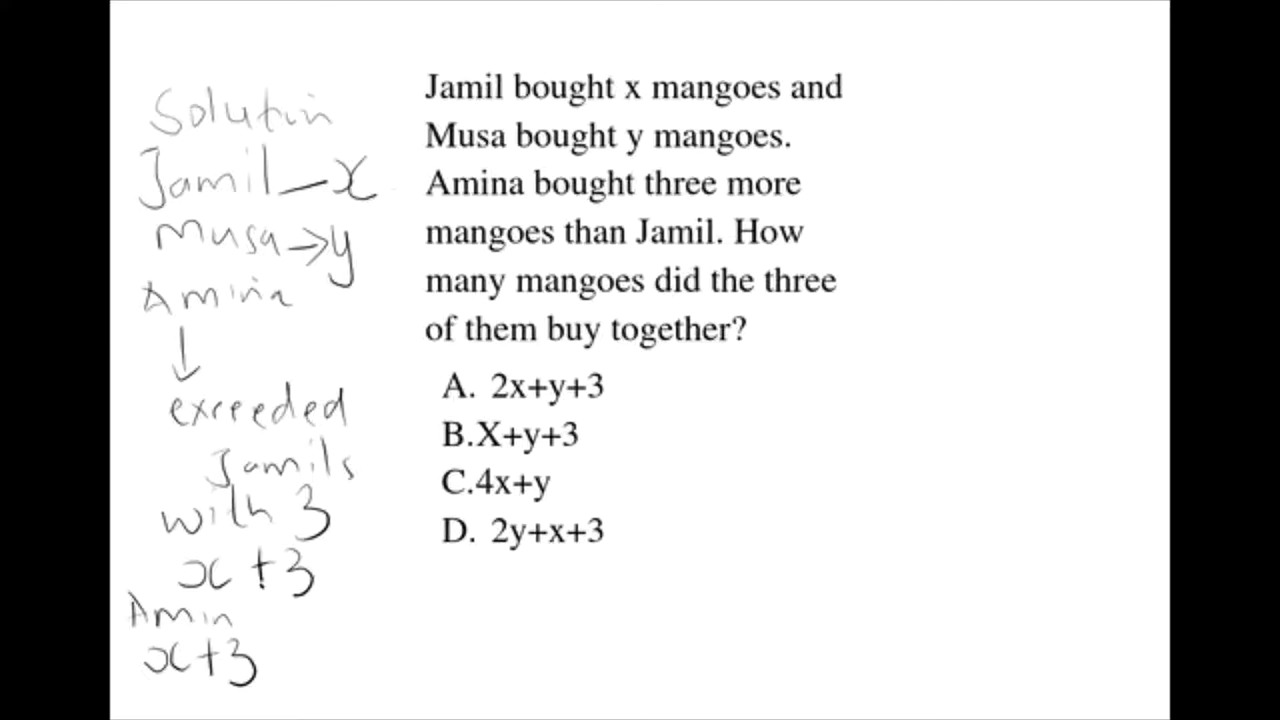 Solutin
Jamil – x
Musa → y
Amina
↓
exceeded
Jamils
with 3
x + 3
Amin
x+3
Jamil bought x mangoes and
Musa bought y mangoes.
Amina bought three more
mangoes than Jamil. How
many mangoes did the three
of them buy together?
A. 2x+y+3
B.X+y+3
C.4x+y
D. 2y+x+3